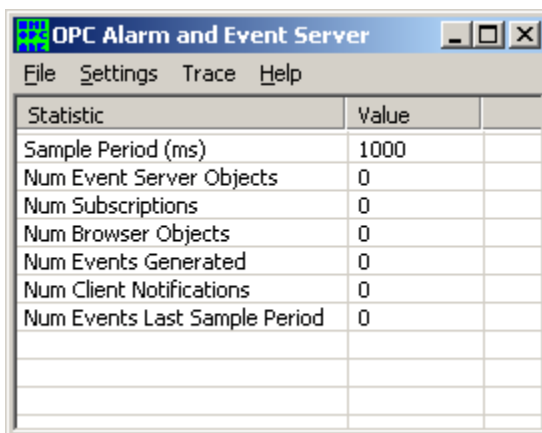 OPC Alarm and Event Server
File Settings Trace Help
Statistic Value
Sample Period (ms) 1000
Num Event Server Objects 0
Num Subscriptions 0
Num Browser Objects 0
Num Events Generated 0
Num Client Notifications 0
Num Events Last Sample Period 0